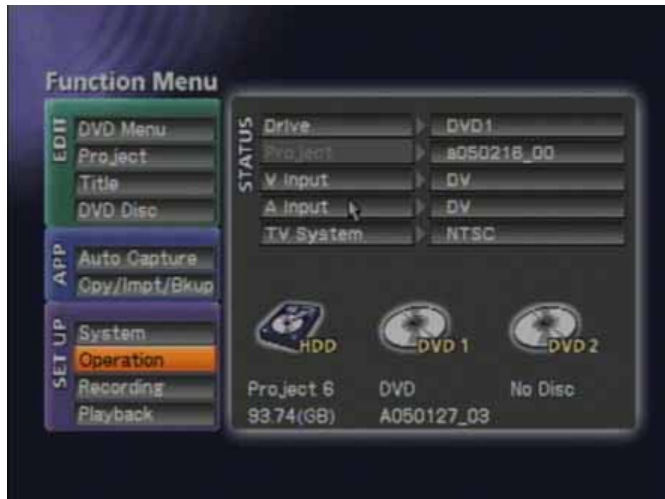 Function Menu
EDIT
DVD Menu
Project
Title
DVD Disc
APP
Auto Capture
Cpy/Impt/Bkup
SET UP
System
Operation
Recording
Playback
STATUS
Drive DVD1
Project a050216_00
V Input DV
A Input DV
TV System NTSC
HDD DVD 1 DVD 2
Project 6 DVD No Disc
93.74(GB) A050127_03